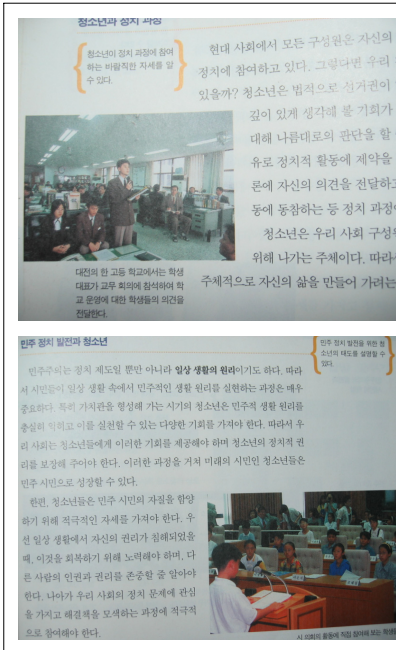 청소년과 정치 과정
청소년이 정치 과정에 참여
하는 바람직한 자세를 알
수 있다.
현대 사회에서 모든 구성원은 자신의
정치에 참여하고 있다. 그렇다면 우리
있을까? 청소년은 법적으로 선거권이
깊이 있게 생각해 볼 기회가
대해 나름대로의 판단을 할
유로 정치적 활동에 제약을
론에 자신의 의견을 전달하고
동에 동참하는 등 정치 과정
청소년은 우리 사회 구성
위해 나가는 주체이다. 따라서
주체적으로 자신의 삶을 만들어 가려는
대전의 한 고등 학교에서는 학생
대표가 교무 회의에 참석하여 학
교 운영에 대한 학생들의 의견을
전달한다.
민주 정치 발전과 청소년
민주 정치 발전을 위한 청
소년의 태도를 설명할 수
있다.
민주주의는 정치 제도일 뿐만 아니라 일상 생활의 원리이기도 하다. 따라
서 시민들이 일상 생활 속에서 민주적인 생활 원리를 실현하는 과정은 매우
중요하다. 특히 가치관을 형성해 가는 시기의 청소년은 민주적 생활 원리를
충실히 익히고 이를 실천할 수 있는 다양한 기회를 가져야 한다. 따라서 우
리 사회는 청소년들에게 이러한 기회를 제공해야 하며 청소년의 정치적 권
리를 보장해 주어야 한다. 이러한 과정을 거쳐 미래의 시민인 청소년들은
민주 시민으로 성장할 수 있다.
한편, 청소년들은 민주 시민의 자질을 함양
하기 위해 적극적인 자세를 가져야 한다. 우
선 일상 생활에서 자신의 권리가 침해되었을
때, 이것을 회복하기 위해 노력해야 하며, 다
른 사람의 인권과 권리를 존중할 줄 알아야
한다. 나아가 우리 사회의 정치 문제에 관심
을 가지고 해결책을 모색하는 과정에 적극적
으로 참여해야 한다.
시 의회의 활동에 직접 참여해 보는 학생